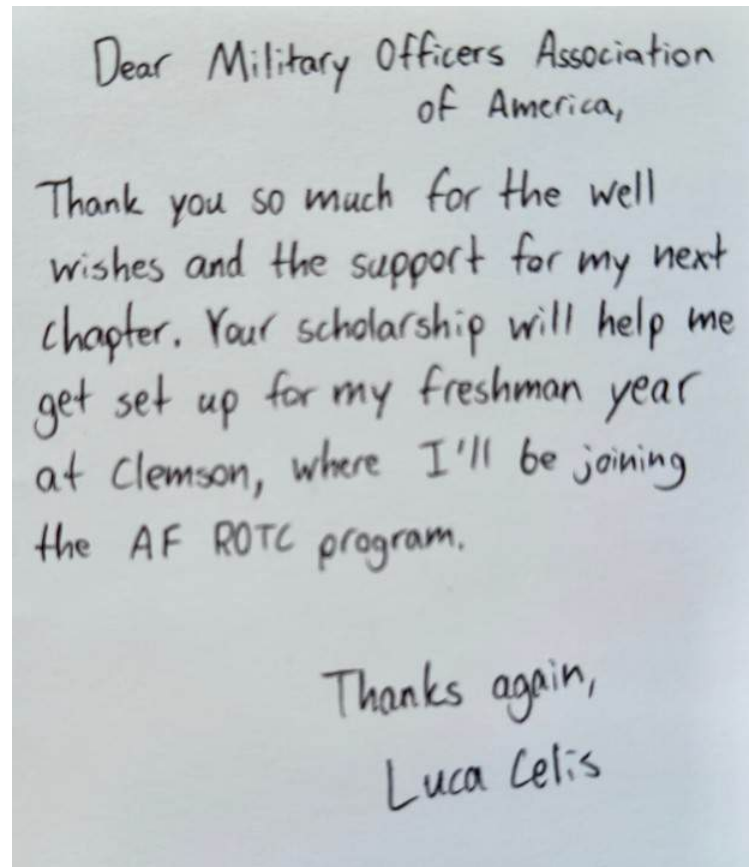 Dear Military Officers Association
of America,
Thank you so much for the well
wishes and the support for my next
chapter. Your scholarship will help me
get set up for my freshman year
at Clemson, where I'll be joining
the AF ROTC program.
Thanks again,
Luca Celis